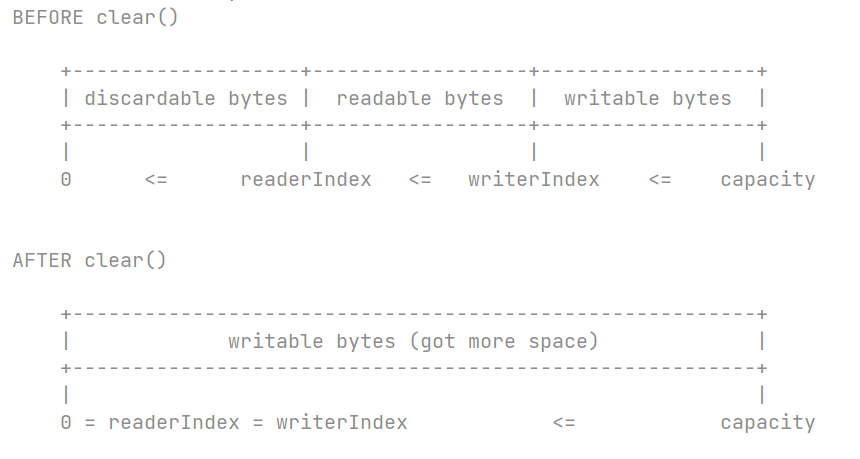 BEFORE clear()
+-------------------+------------------+------------------+
| discardable bytes |  readable bytes  |  writable bytes  |
+-------------------+------------------+------------------+
|                   |                  |                  |
0      <=      readerIndex   <=   writerIndex    <=    capacity
AFTER clear()
+---------------------------------------------------------+
|             writable bytes (got more space)             |
+---------------------------------------------------------+
|                                                         |
0 = readerIndex = writerIndex            <=            capacity